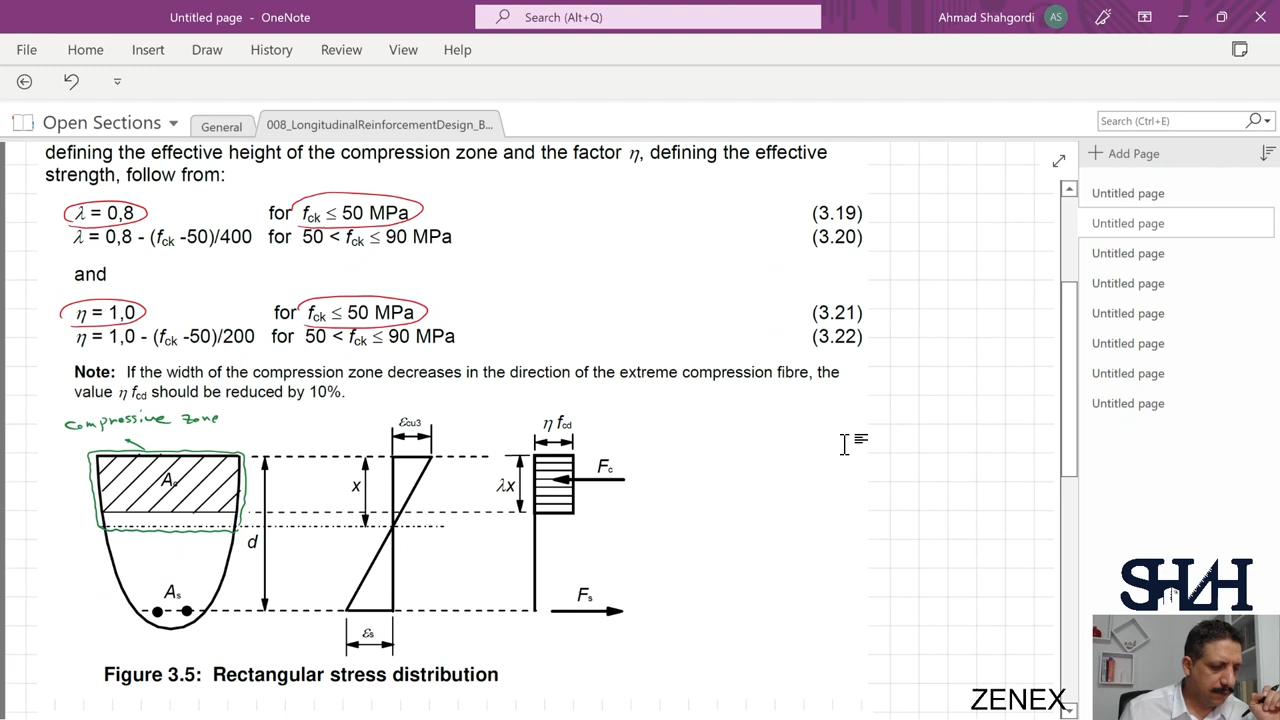 Untitled page - OneNote
Search (Alt+Q)
Ahmad Shahgordi
AS
File Home Insert Draw History Review View Help
Open Sections
General
008_LongitudinalReinforcementDesign_B...
Search (Ctrl+E)
Add Page
Untitled page
Untitled page
Untitled page
Untitled page
Untitled page
Untitled page
Untitled page
Untitled page
defining the effective height of the compression zone and the factor η, defining the effective
strength, follow from:
λ = 0,8 for fck ≤ 50 MPa (3.19)
λ = 0,8 - (fck -50)/400 for 50 < fck ≤ 90 MPa (3.20)
and
η = 1,0 for fck ≤ 50 MPa (3.21)
η = 1,0 - (fck -50)/200 for 50 < fck ≤ 90 MPa (3.22)
Note: If the width of the compression zone decreases in the direction of the extreme compression fibre, the
value η fcd should be reduced by 10%.
compressive zone
εcu3
η fcd
Ac
x
λx
Fc
d
As
Fs
εs
Figure 3.5: Rectangular stress distribution
SHZH
ZENEX